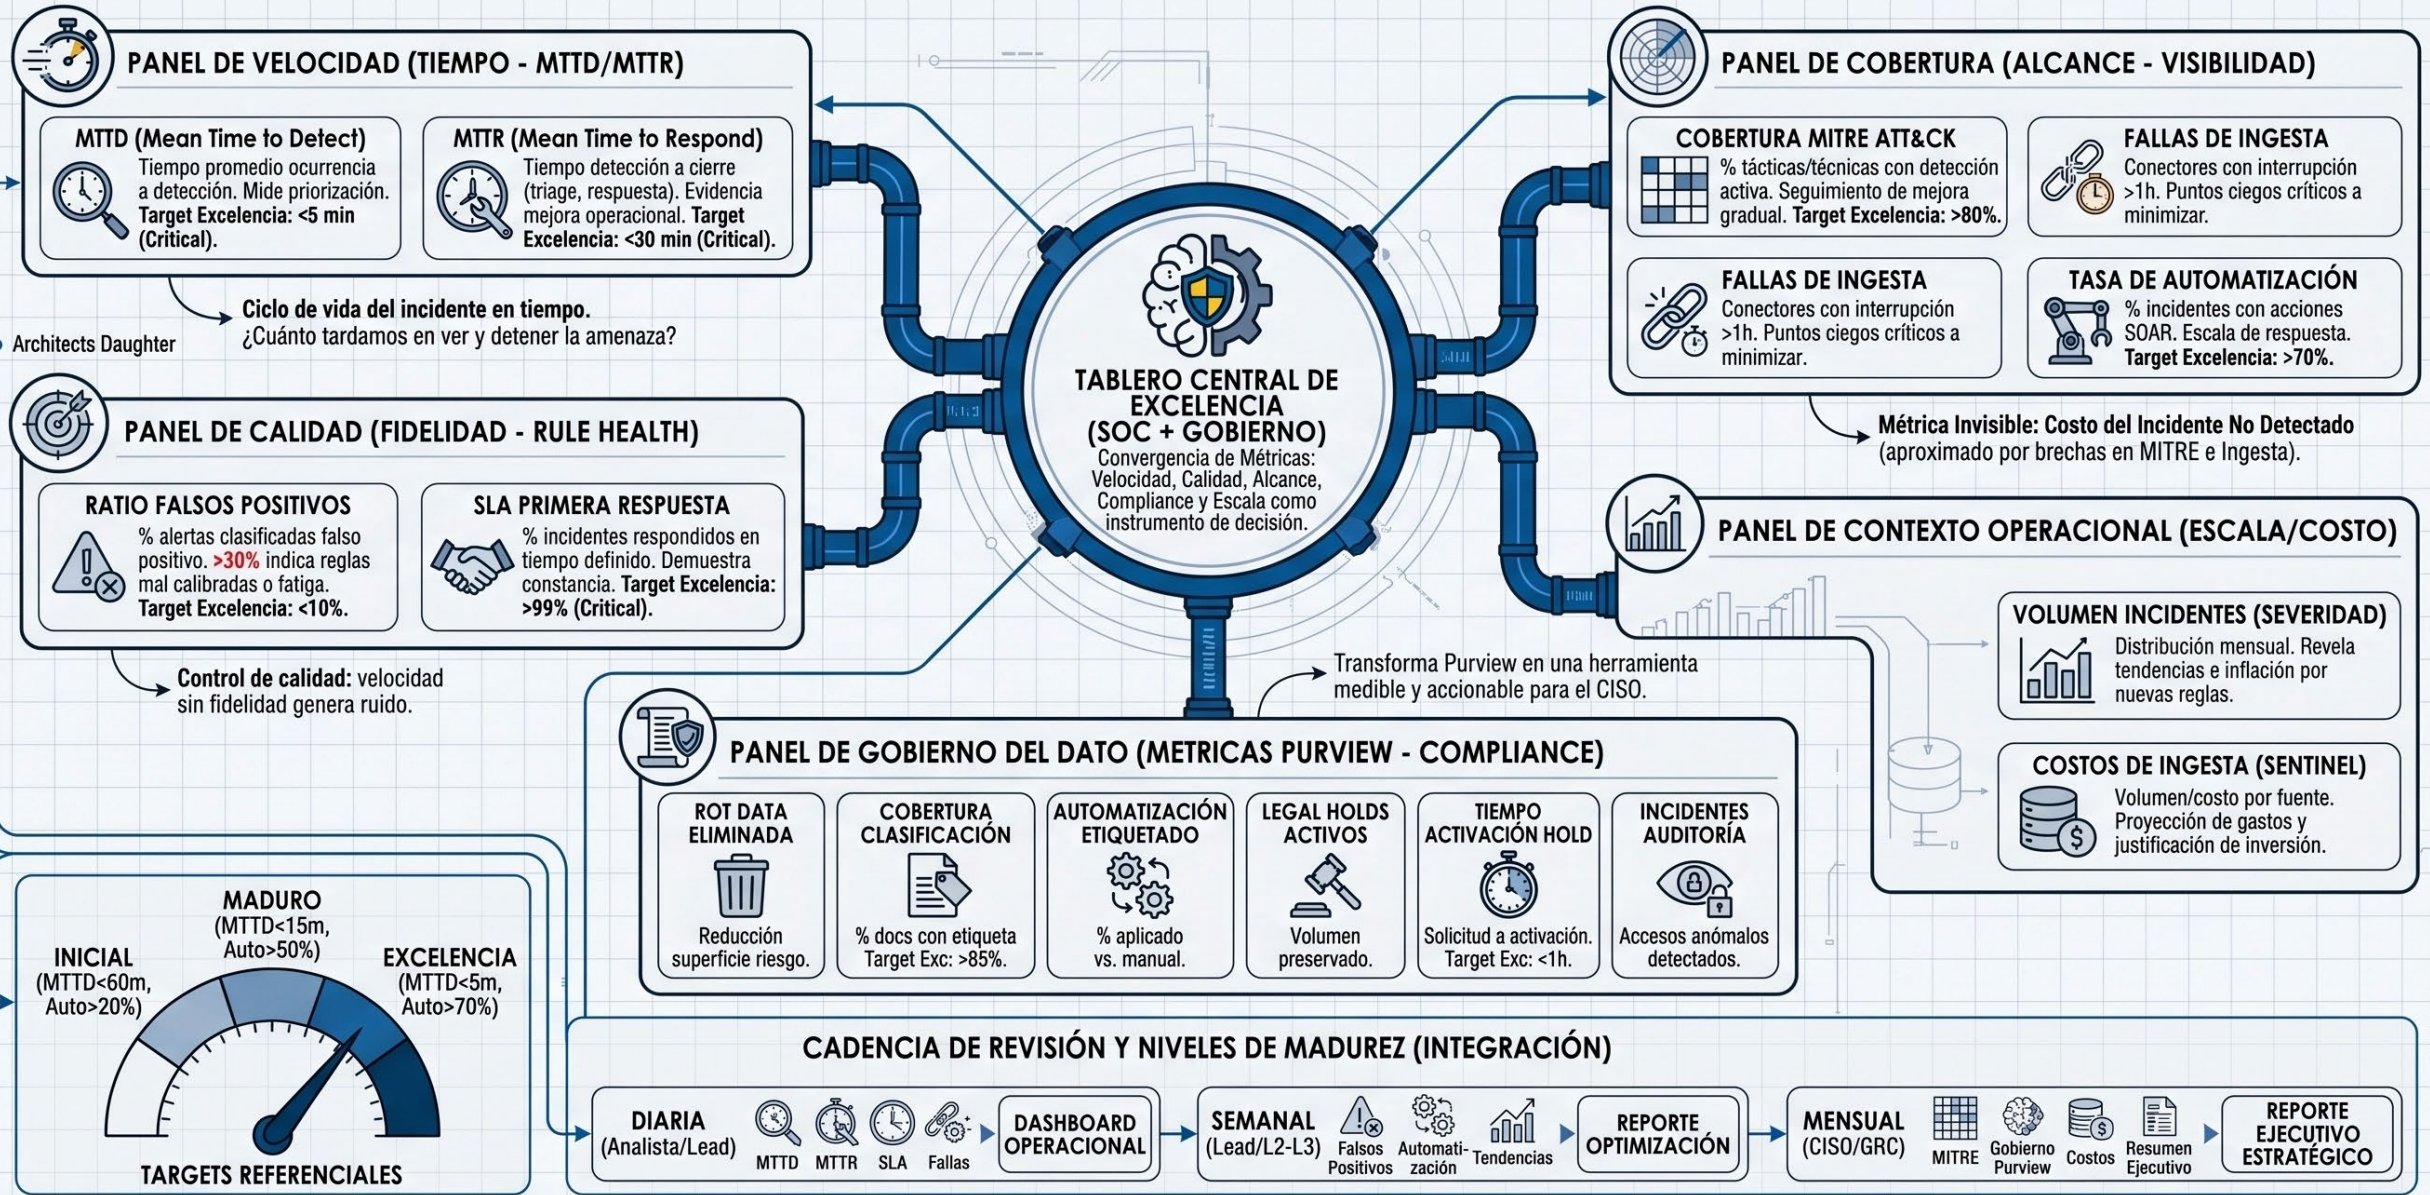 PANEL DE VELOCIDAD (TIEMPO - MTTD/MTTR)
MTTD (Mean Time to Detect)
Tiempo promedio ocurrencia
a detección. Mide priorización.
Target Excelencia: <5 min
(Critical).
MTTR (Mean Time to Respond)
Tiempo detección a cierre
(triage, respuesta). Evidencia
mejora operacional. Target
Excelencia: <30 min (Critical).
Ciclo de vida del incidente en tiempo.
¿Cuánto tardamos en ver y detener la amenaza?
Architects Daughter
PANEL DE CALIDAD (FIDELIDAD - RULE HEALTH)
RATIO FALSOS POSITIVOS
% alertas clasificadas falso
positivo. >30% indica reglas
mal calibradas o fatiga.
Target Excelencia: <10%.
SLA PRIMERA RESPUESTA
% incidentes respondidos en
tiempo definido. Demuestra
constancia. Target Excelencia:
>99% (Critical).
Control de calidad: velocidad
sin fidelidad genera ruido.
TABLERO CENTRAL DE
EXCELENCIA
(SOC + GOBIERNO)
Convergencia de Métricas:
Velocidad, Calidad, Alcance,
Compliance y Escala como
instrumento de decisión.
PANEL DE COBERTURA (ALCANCE - VISIBILIDAD)
COBERTURA MITRE ATT&CK
% tácticas/técnicas con detección
activa. Seguimiento de mejora
gradual. Target Excelencia: >80%.
FALLAS DE INGESTA
Conectores con interrupción
>1h. Puntos ciegos críticos a
minimizar.
FALLAS DE INGESTA
Conectores con interrupción
>1h. Puntos ciegos críticos a
minimizar.
TASA DE AUTOMATIZACIÓN
% incidentes con acciones
SOAR. Escala de respuesta.
Target Excelencia: >70%.
Métrica Invisible: Costo del Incidente No Detectado
(aproximado por brechas en MITRE e Ingesta).
PANEL DE CONTEXTO OPERACIONAL (ESCALA/COSTO)
VOLUMEN INCIDENTES (SEVERIDAD)
Distribución mensual. Revela
tendencias e inflación por
nuevas reglas.
COSTOS DE INGESTA (SENTINEL)
Volumen/costo por fuente.
Proyección de gastos y
justificación de inversión.
Transforma Purview en una herramienta
medible y accionable para el CISO.
PANEL DE GOBIERNO DEL DATO (METRICAS PURVIEW - COMPLIANCE)
ROT DATA
ELIMINADA
Reducción
superficie riesgo.
COBERTURA
CLASIFICACIÓN
% docs con etiqueta
Target Exc: >85%.
AUTOMATIZACIÓN
ETIQUETADO
% aplicado
vs. manual.
LEGAL HOLDS
ACTIVOS
Volumen
preservado.
TIEMPO
ACTIVACIÓN HOLD
Solicitud a activación.
Target Exc: <1h.
INCIDENTES
AUDITORÍA
Accesos anómalos
detectados.
INICIAL
(MTTD<60m,
Auto>20%)
MADURO
(MTTD<15m,
Auto>50%)
EXCELENCIA
(MTTD<5m,
Auto>70%)
TARGETS REFERENCIALES
CADENCIA DE REVISIÓN Y NIVELES DE MADUREZ (INTEGRACIÓN)
DIARIA
(Analista/Lead)
MTTD
MTTR
SLA
Fallas
DASHBOARD
OPERACIONAL
SEMANAL
(Lead/L2-L3)
Falsos
Positivos
Automati-
zación
Tendencias
REPORTE
OPTIMIZACIÓN
MENSUAL
(CISO/GRC)
MITRE
Gobierno
Purview
Costos
Resumen
Ejecutivo
REPORTE
EJECUTIVO
ESTRATÉGICO